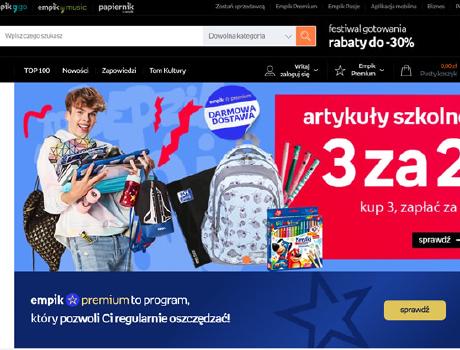 empik go empik music papiernik Zostań sprzedawcą Empik Premium Empik Pasje Aplikacja mobilna Biznes
Wpisz czego szukasz Dowolna kategoria
festiwal gotowania
rabaty do -30%
TOP 100 Nowości Zapowiedzi Tom Kultury
Witaj
zaloguj się
Empik
Premium
0,00 zł
Pusty koszyk
empik premium
DARMOWA
DOSTAWA
artykuły szkolne
3 za 2
kup 3, zapłać za
sprawdź
empik premium to program,
który pozwoli Ci regularnie oszczędzać!
sprawdź